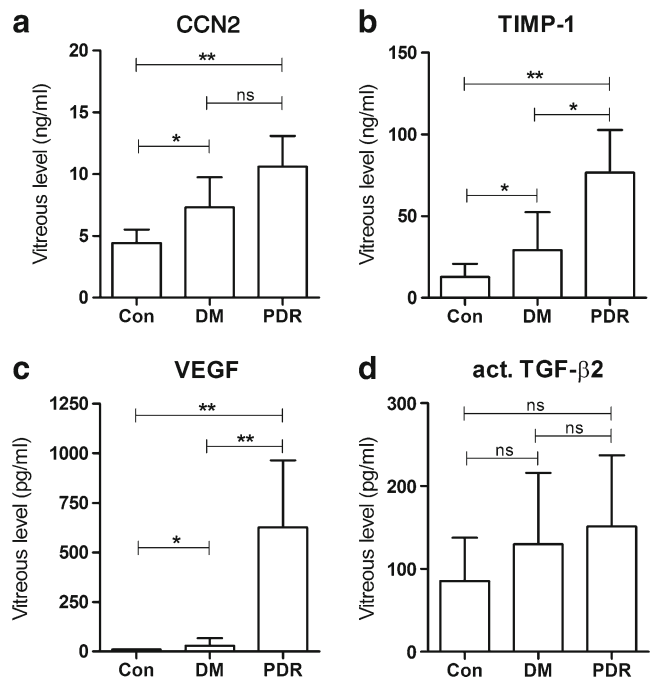 a CCN2
Vitreous level (ng/ml)
20
15
10
5
0
**
ns
*
Con DM PDR
b TIMP-1
Vitreous level (ng/ml)
150
100
50
0
**
*
*
Con DM PDR
c VEGF
Vitreous level (pg/ml)
1250
1000
750
500
250
0
**
**
*
Con DM PDR
d act. TGF-β2
Vitreous level (pg/ml)
300
200
100
0
ns
ns
ns
Con DM PDR